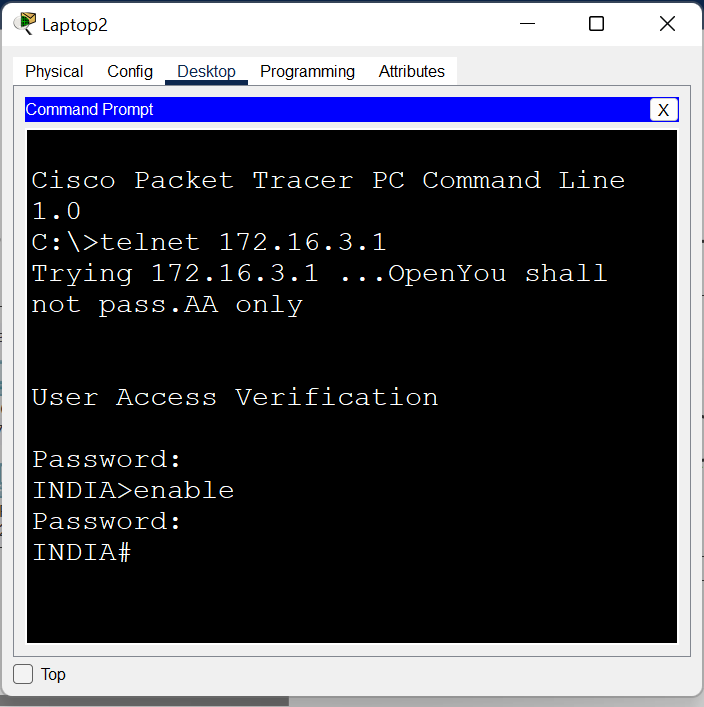 Laptop2
Physical Config Desktop Programming Attributes
Command Prompt X
Cisco Packet Tracer PC Command Line
1.0
C:\>telnet 172.16.3.1
Trying 172.16.3.1 ...OpenYou shall
not pass.AA only
User Access Verification
Password:
INDIA>enable
Password:
INDIA#
Top